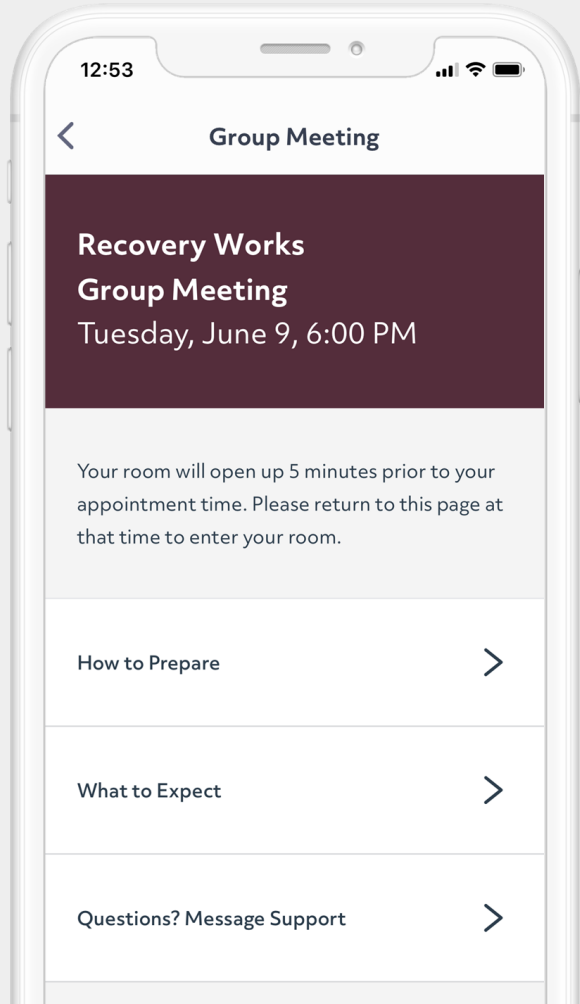 12:53
Group Meeting
Recovery Works
Group Meeting
Tuesday, June 9, 6:00 PM
Your room will open up 5 minutes prior to your
appointment time. Please return to this page at
that time to enter your room.
How to Prepare
What to Expect
Questions? Message Support